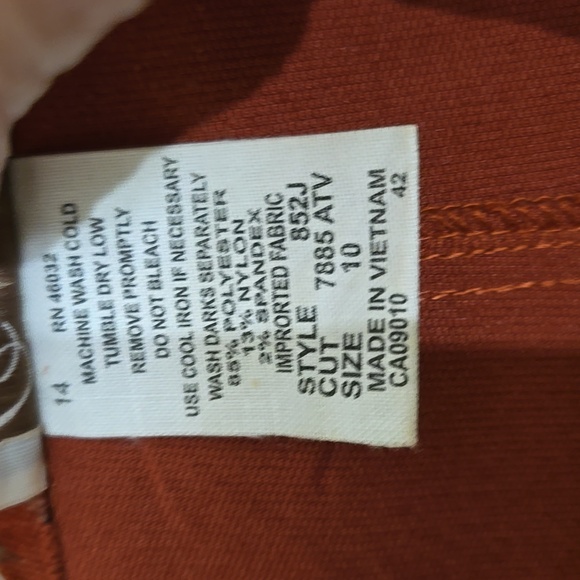 14 RN 46032
MACHINE WASH COLD
TUMBLE DRY LOW
REMOVE PROMPTLY
DO NOT BLEACH
USE COOL IRON IF NECESSARY
WASH DARKS SEPARATELY
85% POLYESTER
13% NYLON
2% SPANDEX
IMPRORTED FABRIC
STYLE 852J
CUT 7885 ATV
SIZE 10
MADE IN VIETNAM
CA09010 42